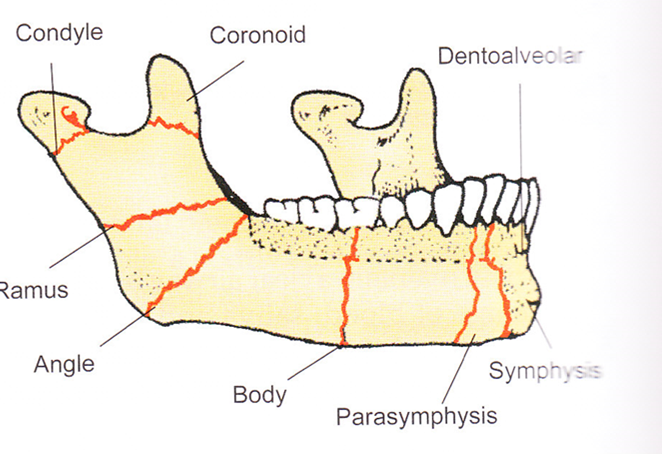 Condyle
Coronoid
Dentoalveolar
Ramus
Angle
Body
Symphysis
Parasymphysis